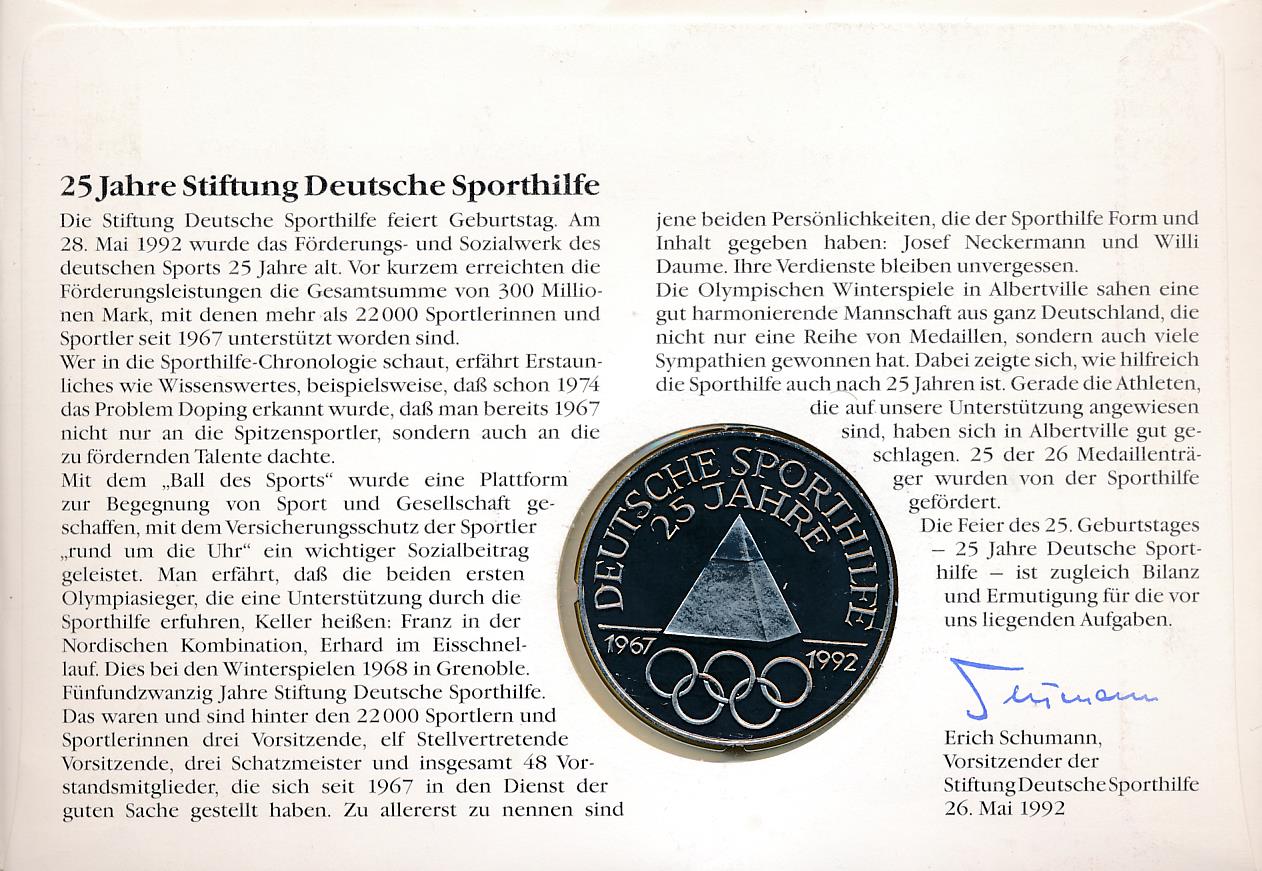 25 Jahre Stiftung Deutsche Sporthilfe
Die Stiftung Deutsche Sporthilfe feiert Geburtstag. Am
28. Mai 1992 wurde das Förderungs- und Sozialwerk des
deutschen Sports 25 Jahre alt. Vor kurzem erreichten die
Förderungsleistungen die Gesamtsumme von 300 Millio-
nen Mark, mit denen mehr als 22000 Sportlerinnen und
Sportler seit 1967 unterstützt worden sind.
Wer in die Sporthilfe-Chronologie schaut, erfährt Erstaun-
liches wie Wissenswertes, beispielsweise, daß schon 1974
das Problem Doping erkannt wurde, daß man bereits 1967
nicht nur an die Spitzensportler, sondern auch an die
zu fördernden Talente dachte.
Mit dem „Ball des Sports“ wurde eine Plattform
zur Begegnung von Sport und Gesellschaft ge-
schaffen, mit dem Versicherungsschutz der Sportler
„rund um die Uhr“ ein wichtiger Sozialbeitrag
geleistet. Man erfährt, daß die beiden ersten
Olympiasieger, die eine Unterstützung durch die
Sporthilfe erfuhren, Keller heißen: Franz in der
Nordischen Kombination, Erhard im Eisschnel-
lauf. Dies bei den Winterspielen 1968 in Grenoble.
Fünfundzwanzig Jahre Stiftung Deutsche Sporthilfe.
Das waren und sind hinter den 22000 Sportlern und
Sportlerinnen drei Vorsitzende, elf Stellvertretende
Vorsitzende, drei Schatzmeister und insgesamt 48 Vor-
standsmitglieder, die sich seit 1967 in den Dienst der
guten Sache gestellt haben. Zu allererst zu nennen sind
jene beiden Persönlichkeiten, die der Sporthilfe Form und
Inhalt gegeben haben: Josef Neckermann und Willi
Daume. Ihre Verdienste bleiben unvergessen.
Die Olympischen Winterspiele in Albertville sahen eine
gut harmonierende Mannschaft aus ganz Deutschland, die
nicht nur eine Reihe von Medaillen, sondern auch viele
Sympathien gewonnen hat. Dabei zeigte sich, wie hilfreich
die Sporthilfe auch nach 25 Jahren ist. Gerade die Athleten,
die auf unsere Unterstützung angewiesen
sind, haben sich in Albertville gut ge-
schlagen. 25 der 26 Medaillenträ-
ger wurden von der Sporthilfe
gefördert.
Die Feier des 25. Geburtstages
– 25 Jahre Deutsche Sport-
hilfe – ist zugleich Bilanz
und Ermutigung für die vor
uns liegenden Aufgaben.
Erich Schumann,
Vorsitzender der
Stiftung Deutsche Sporthilfe
26. Mai 1992
DEUTSCHE SPORTHILFE
25 JAHRE
1967
1992